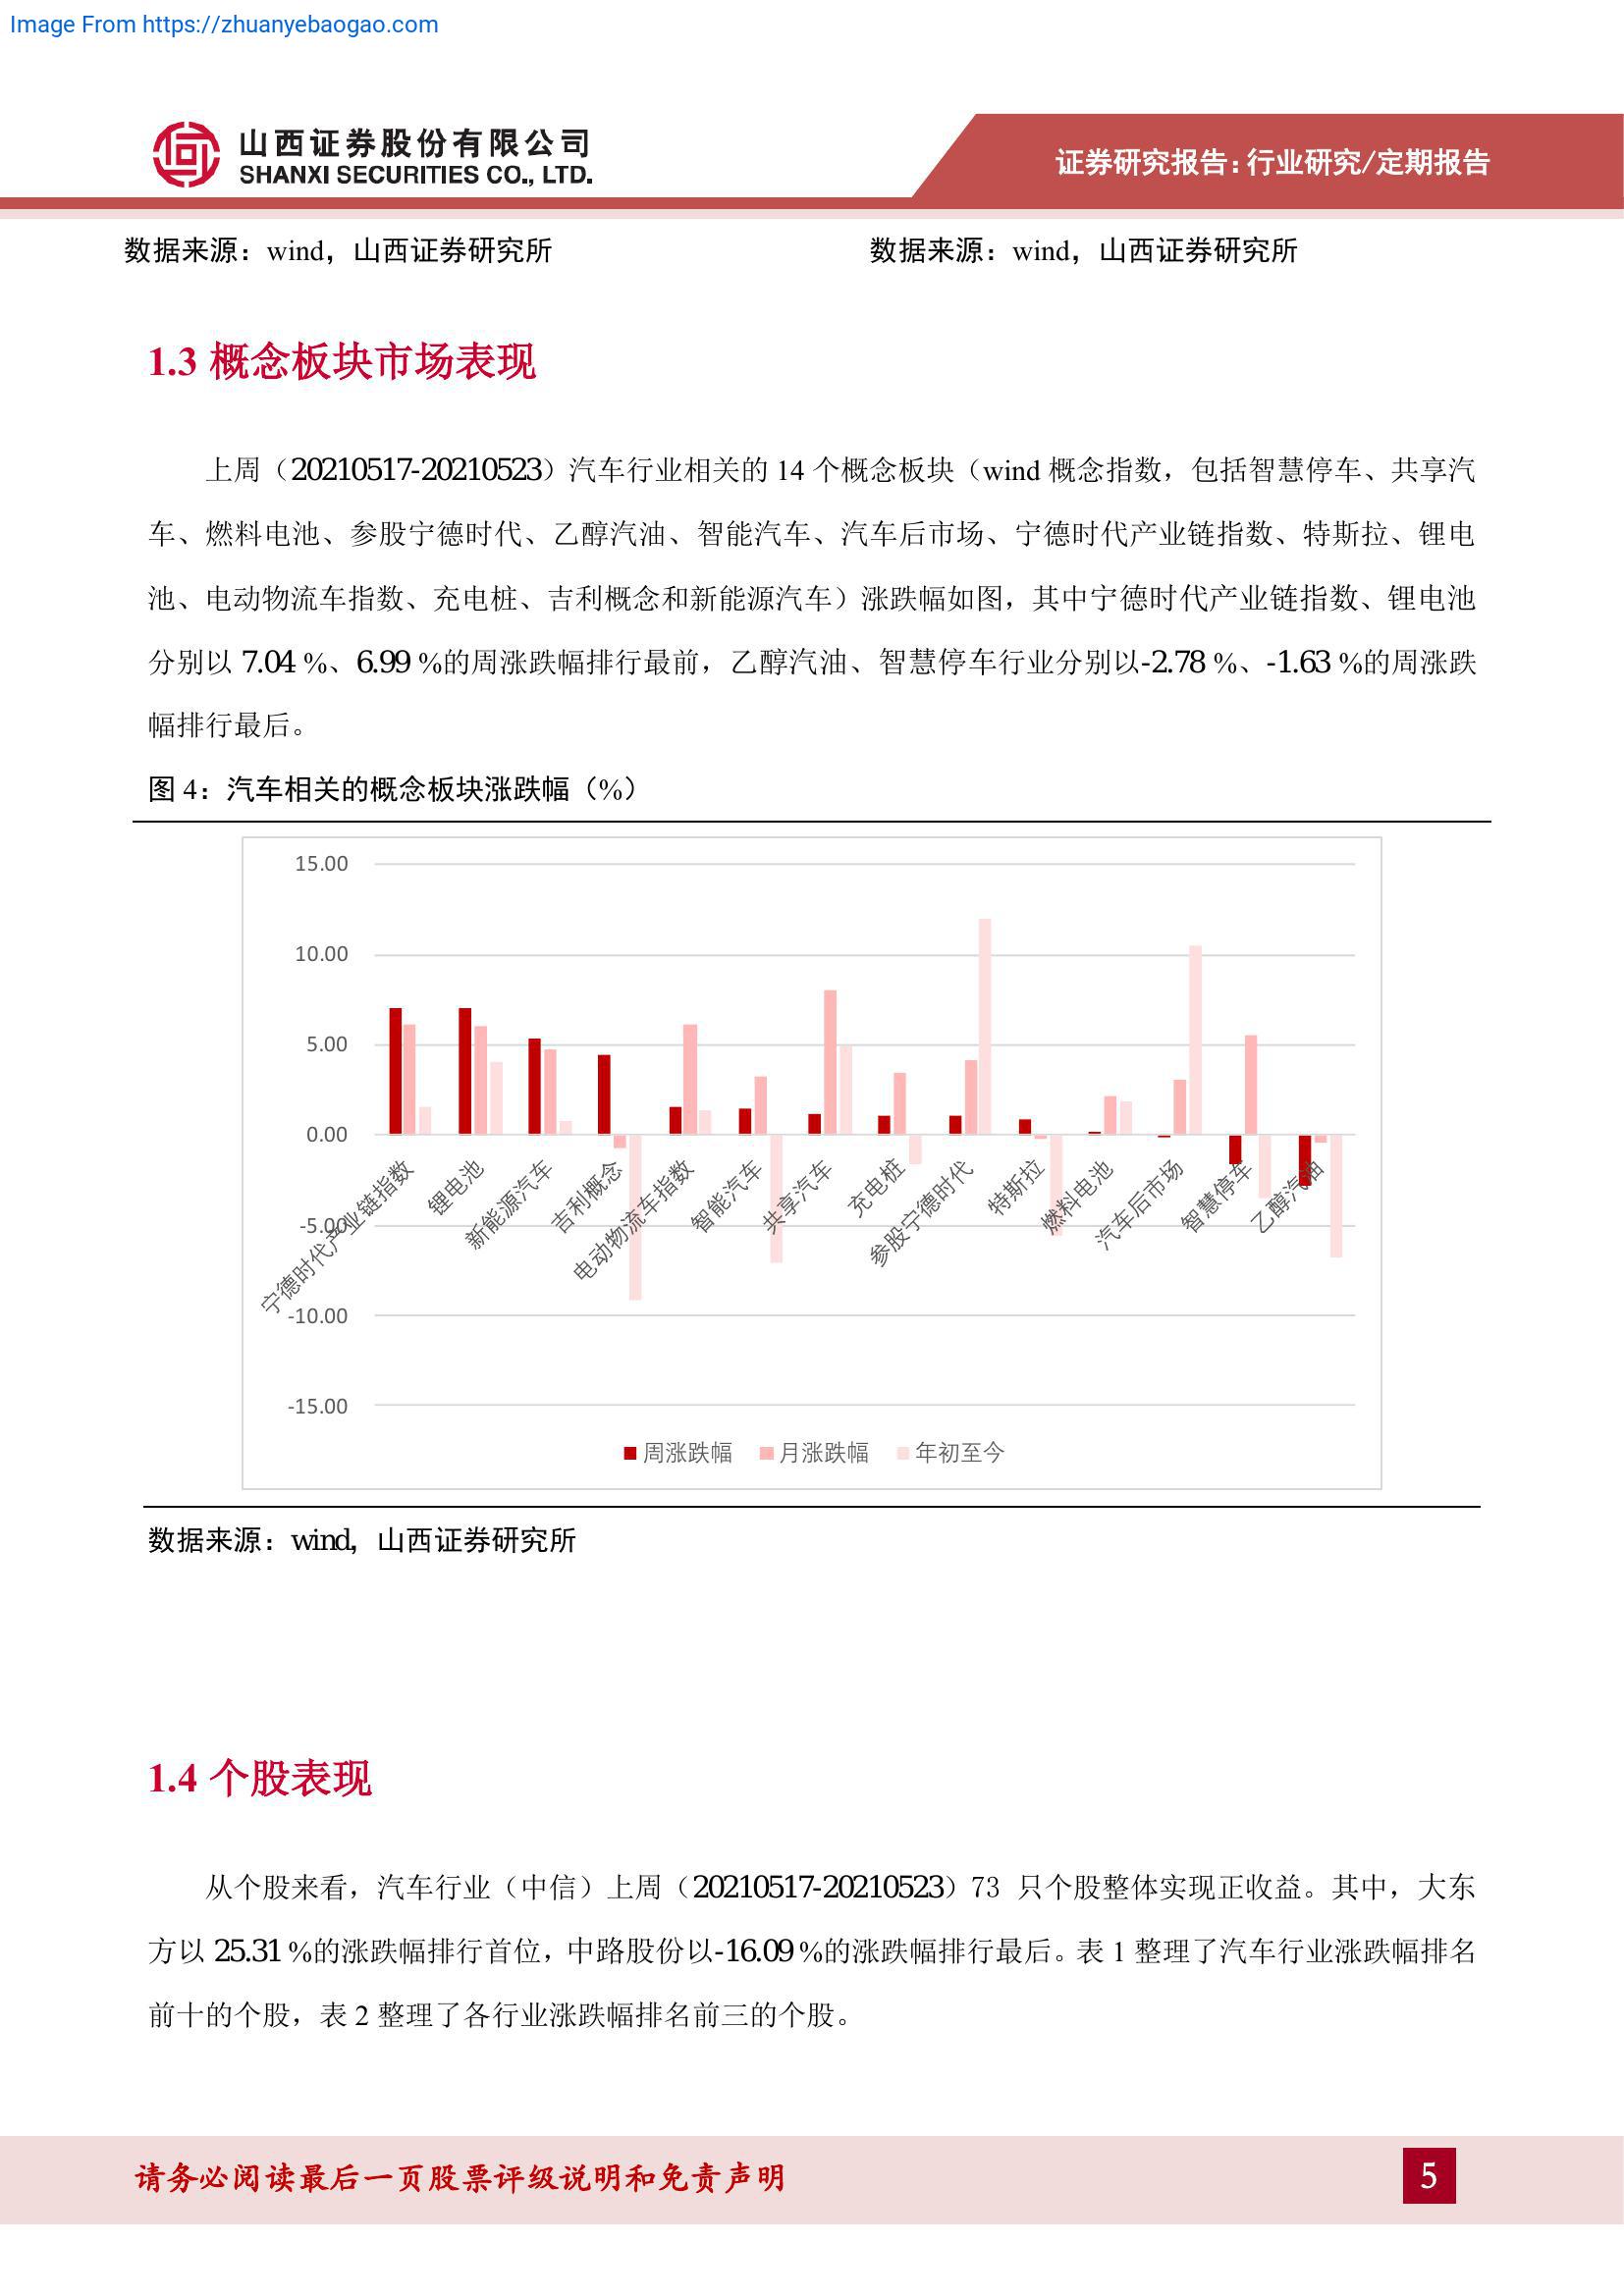 Image From https://zhuanyebaogao.com
山西证券股份有限公司
SHANXI SECURITIES CO., LTD.
证券研究报告：行业研究/定期报告
数据来源：wind，山西证券研究所
数据来源：wind，山西证券研究所
1.3 概念板块市场表现
上周（20210517-20210523）汽车行业相关的 14 个概念板块（wind 概念指数，包括智慧停车、共享汽
车、燃料电池、参股宁德时代、乙醇汽油、智能汽车、汽车后市场、宁德时代产业链指数、特斯拉、锂电
池、电动物流车指数、充电桩、吉利概念和新能源汽车）涨跌幅如图，其中宁德时代产业链指数、锂电池
分别以 7.04 %、6.99 %的周涨跌幅排行最前，乙醇汽油、智慧停车行业分别以-2.78 %、-1.63 %的周涨跌
幅排行最后。
图 4：汽车相关的概念板块涨跌幅（%）
15.00
10.00
5.00
0.00
-5.00
-10.00
-15.00
宁德时代产业链指数
锂电池
新能源汽车
吉利概念
电动物流车指数
智能汽车
共享汽车
充电桩
参股宁德时代
特斯拉
燃料电池
汽车后市场
智慧停车
乙醇汽油
周涨跌幅 月涨跌幅 年初至今
数据来源：wind，山西证券研究所
1.4 个股表现
从个股来看，汽车行业（中信）上周（20210517-20210523）73 只个股整体实现正收益。其中，大东
方以 25.31 %的涨跌幅排行首位，中路股份以-16.09 %的涨跌幅排行最后。表 1 整理了汽车行业涨跌幅排名
前十的个股，表 2 整理了各行业涨跌幅排名前三的个股。
请务必阅读最后一页股票评级说明和免责声明
5